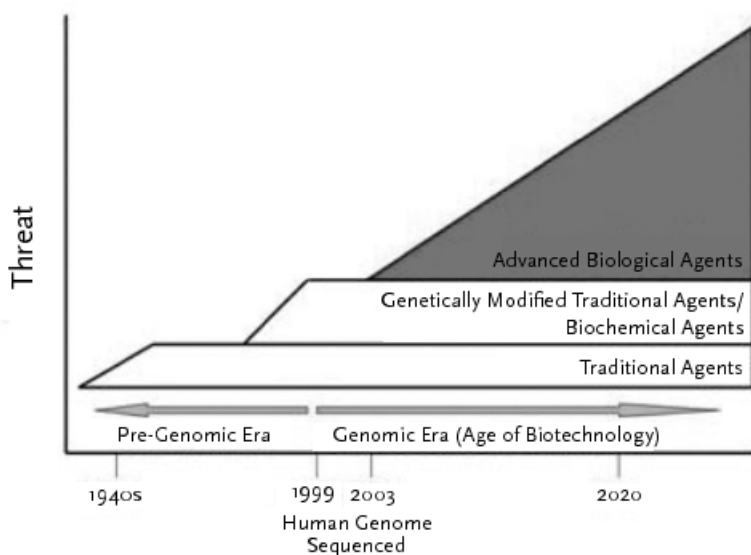 Threat
Advanced Biological Agents
Genetically Modified Traditional Agents/
Biochemical Agents
Traditional Agents
Pre-Genomic Era
Genomic Era (Age of Biotechnology)
1940s
1999
2003
2020
Human Genome
Sequenced